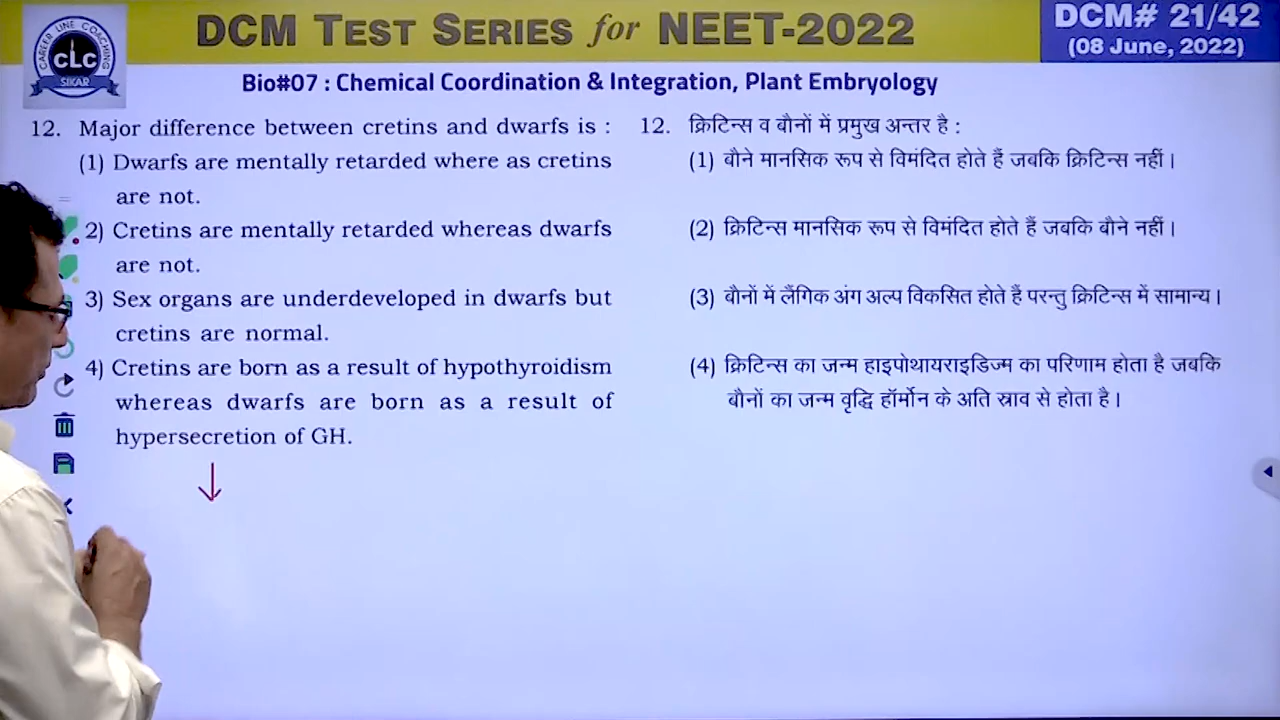 DCM TEST SERIES for NEET-2022
DCM# 21/42
(08 June, 2022)
CAREER LINE COACHING
CLC
SIKAR
Bio#07 : Chemical Coordination & Integration, Plant Embryology
12. Major difference between cretins and dwarfs is :
(1) Dwarfs are mentally retarded where as cretins
are not.
2) Cretins are mentally retarded whereas dwarfs
are not.
3) Sex organs are underdeveloped in dwarfs but
cretins are normal.
4) Cretins are born as a result of hypothyroidism
whereas dwarfs are born as a result of
hypersecretion of GH.
12. क्रिटिन्स व बौनों में प्रमुख अन्तर है :
(1) बौने मानसिक रूप से विमंदित होते हैं जबकि क्रिटिन्स नहीं।
(2) क्रिटिन्स मानसिक रूप से विमंदित होते हैं जबकि बौने नहीं।
(3) बौनों में लैंगिक अंग अल्प विकसित होते हैं परन्तु क्रिटिन्स में सामान्य।
(4) क्रिटिन्स का जन्म हाइपोथायराइडिज्म का परिणाम होता है जबकि
बौनों का जन्म वृद्धि हॉर्मोन के अति स्राव से होता है।